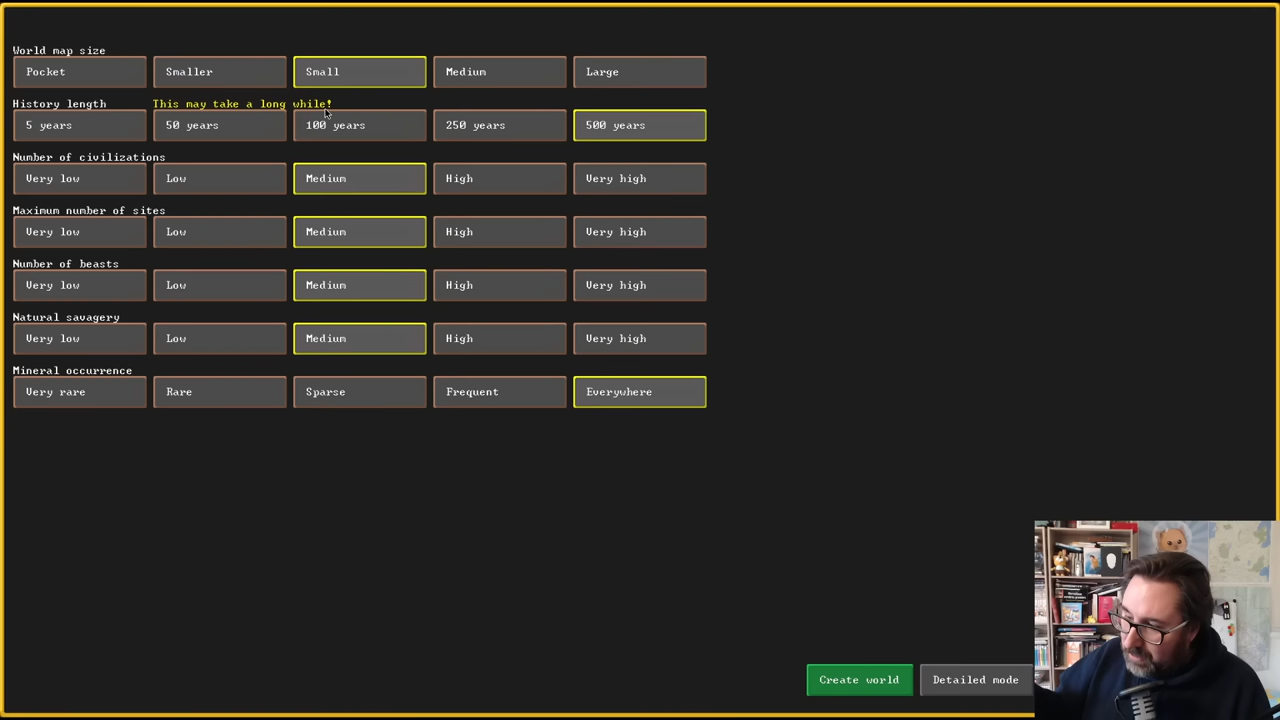 World map size
Pocket Smaller Small Medium Large
History length This may take a long while!
5 years 50 years 100 years 250 years 500 years
Number of civilizations
Very low Low Medium High Very high
Maximum number of sites
Very low Low Medium High Very high
Number of beasts
Very low Low Medium High Very high
Natural savagery
Very low Low Medium High Very high
Mineral occurrence
Very rare Rare Sparse Frequent Everywhere
Create world Detailed mode